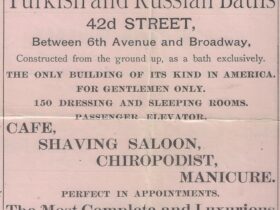 Turkish and Russian Baths
42d STREET,
Between 6th Avenue and Broadway,
Constructed from the ground up, as a bath exclusively.
THE ONLY BUILDING OF ITS KIND IN AMERICA.
FOR GENTLEMEN ONLY.
150 DRESSING AND SLEEPING ROOMS.
PASSENGER ELEVATOR,
CAFE,
SHAVING SALOON,
CHIROPODIST,
MANICURE.
PERFECT IN APPOINTMENTS.
The Most Complete and Luxurious